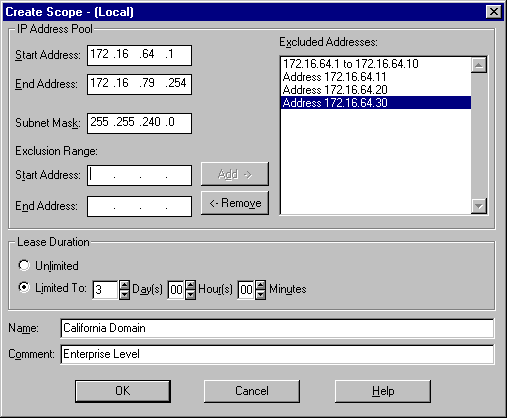 Create Scope - (Local)
IP Address Pool
Start Address: 172 .16 .64 .1
End Address: 172 .16 .79 .254
Subnet Mask: 255 .255 .240 .0
Exclusion Range:
Start Address: . . .
Add ->
End Address: . . .
<- Remove
Excluded Addresses:
172.16.64.1 to 172.16.64.10
Address 172.16.64.11
Address 172.16.64.20
Address 172.16.64.30
Lease Duration
Unlimited
Limited To: 3 Day(s) 00 Hour(s) 00 Minutes
Name: California Domain
Comment: Enterprise Level
OK Cancel Help